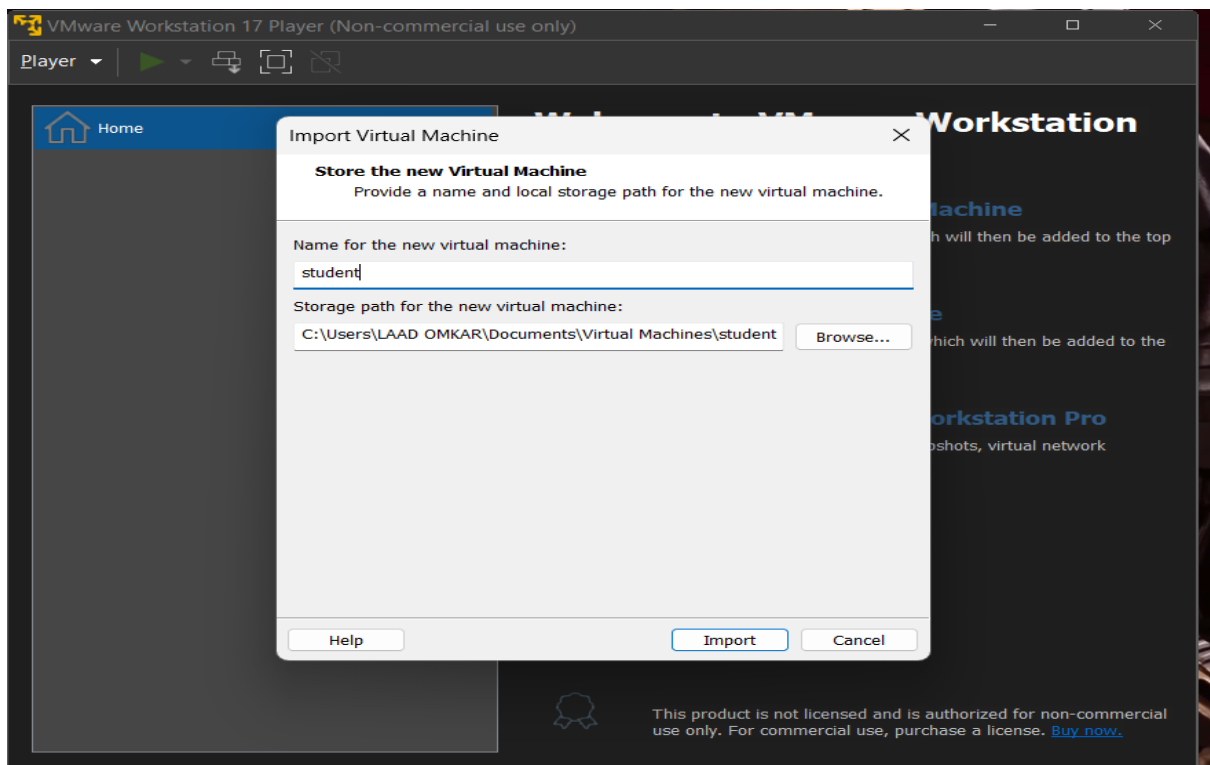 VMware Workstation 17 Player (Non-commercial use only)
Player
Home
Workstation
Import Virtual Machine
Store the new Virtual Machine
Provide a name and local storage path for the new virtual machine.
Name for the new virtual machine:
student
Storage path for the new virtual machine:
C:\Users\LAAD OMKAR\Documents\Virtual Machines\student
Browse...
will then be added to the top
which will then be added to the
Pro
virtual network
Help
Import
Cancel
This product is not licensed and is authorized for non-commercial
use only. For commercial use, purchase a license. Buy now.